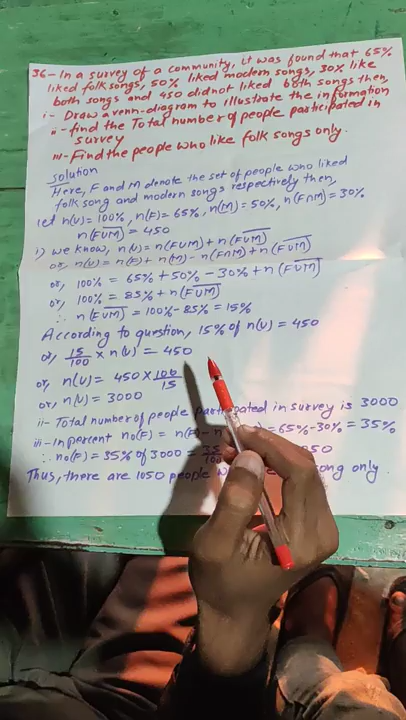 36- In a survey of a community, it was found that 65%
liked folk songs, 50% liked modern songs, 30% like
both songs and 450 did not liked both songs then,
i- Draw a venn-diagram to illustrate the information
ii- find the Total number of people participated in
survey
iii- Find the people who like folk songs only.
Solution
Here, F and M denote the set of people who liked
folk song and modern songs respectively then,
let n(U) = 100%, n(F) = 65%, n(M) = 50%, n(F∩M) = 30%
n(F̅U̅M̅) = 450
i) we know, n(U) = n(FUM) + n(F̅U̅M̅)
or, n(U) = n(F) + n(M) - n(F∩M) + n(F̅U̅M̅)
or, 100% = 65% + 50% - 30% + n(F̅U̅M̅)
or, 100% = 85% + n(F̅U̅M̅)
∴ n(F̅U̅M̅) = 100% - 85% = 15%
According to question, 15% of n(U) = 450
or, 15/100 × n(U) = 450
or, n(U) = 450 × 100/15
or, n(U) = 3000
ii- Total number of people participated in survey is 3000
iii- In percent no(F) = n(F) - n = 65% - 30% = 35%
∴ no(F) = 35% of 3000 = 35/100
Thus, there are 1050 people song only.